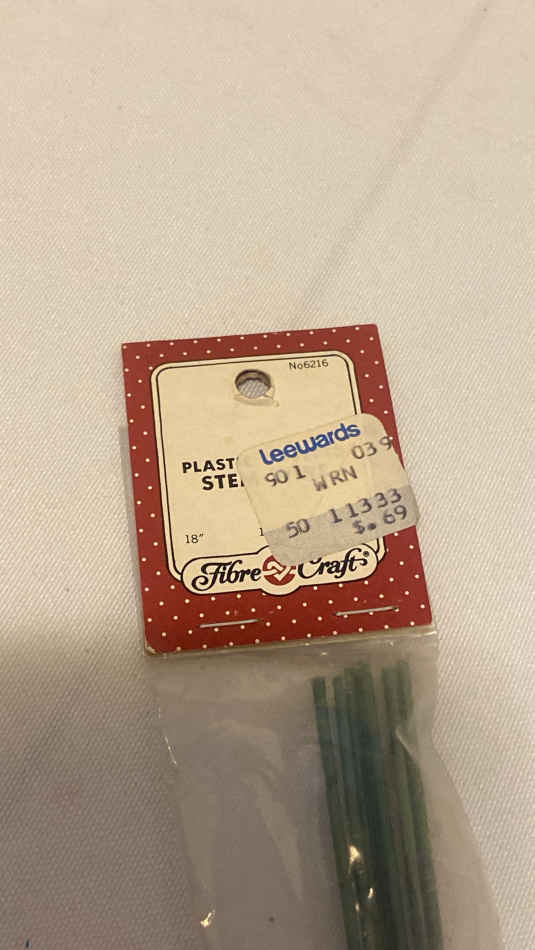 No6216
PLAST
STE
18"
Fibre Craft®
leewards
901 039
WRN
50 11333
$.69